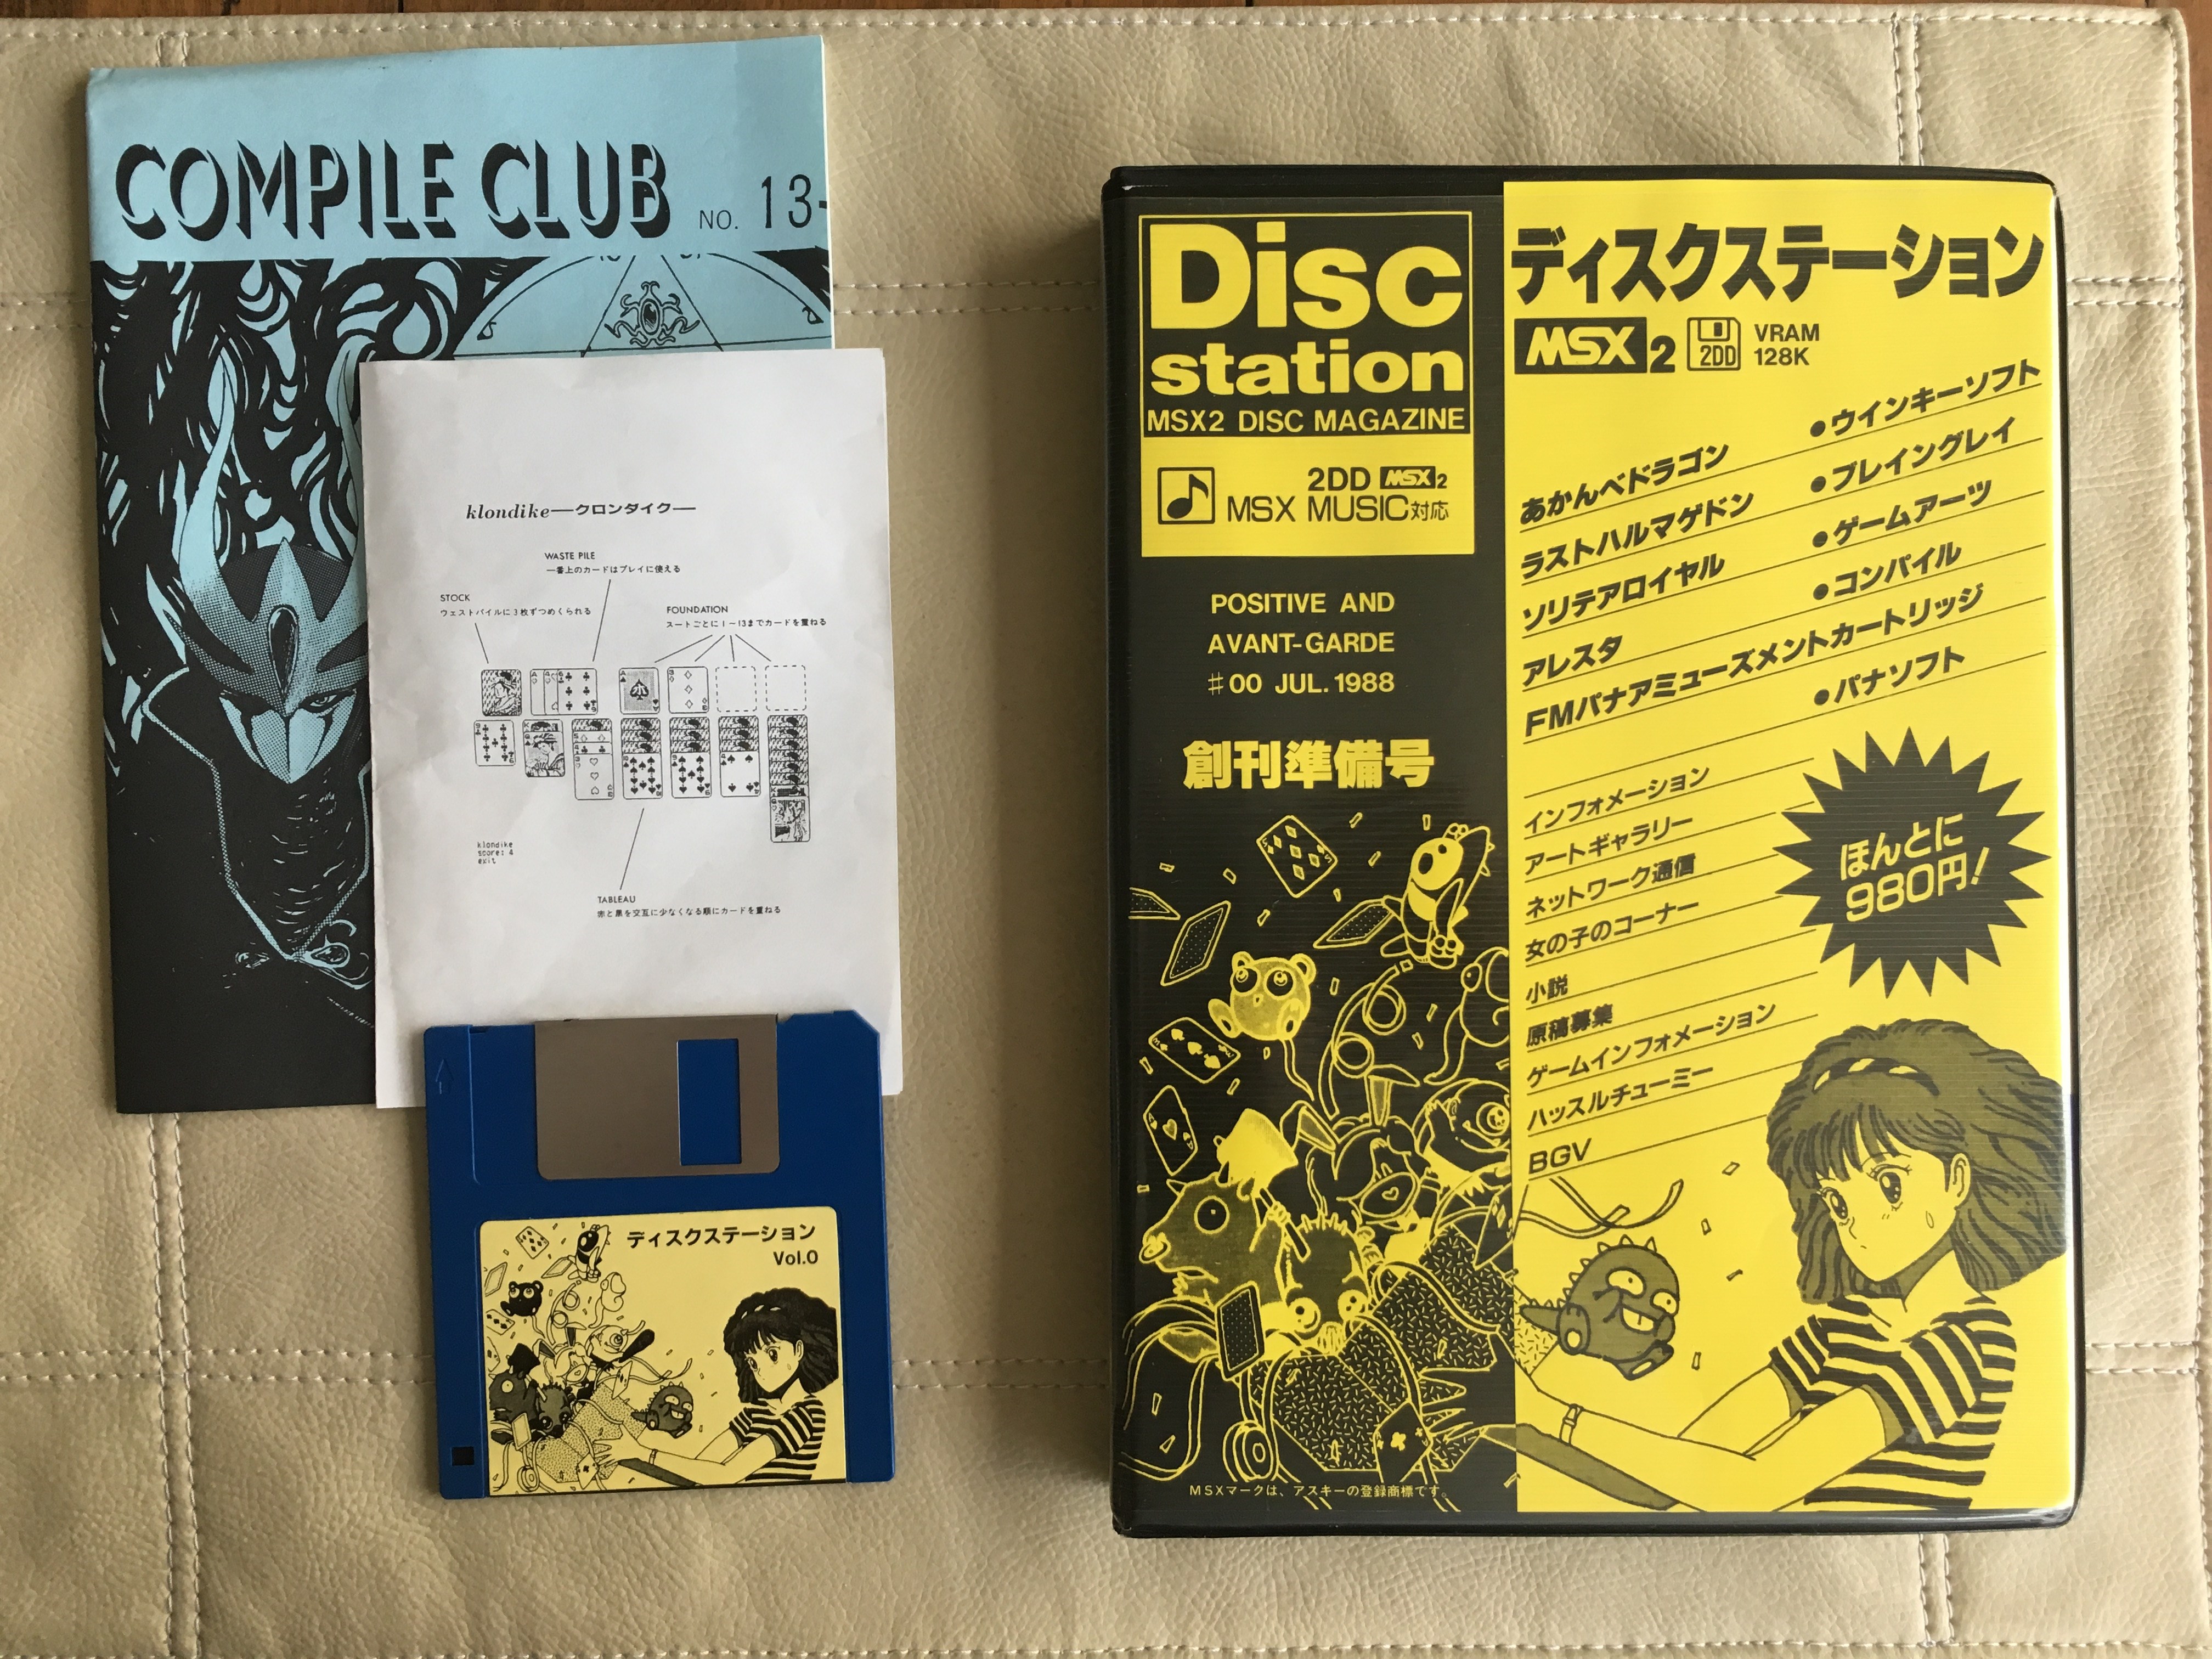 COMPILE CLUB NO. 13
klondike―クロンダイク―
WASTE PILE
一番上のカードはプレイに使える
STOCK
ウェストパイルに3枚ずつめくられる
FOUNDATION
スートごとに1〜13までカードを重ねる
klondike
score: 4
exit
TABLEAU
赤と黒を交互に少なくなる順にカードを重ねる
ディスクステーション
Vol.0
Disc
station
MSX2 DISC MAGAZINE
2DD MSX2
MSX MUSIC対応
POSITIVE AND
AVANT-GARDE
#00 JUL.1988
創刊準備号
MSXマークは、アスキーの登録商標です。
ディスクステーション
MSX2 2DD VRAM
128K
あかんべドラゴン ●ウインキーソフト
ラストハルマゲドン ●ブレイングレイ
ソリテアロイヤル ●ゲームアーツ
アレスタ ●コンパイル
FMパナアミューズメントカートリッジ
●パナソフト
インフォメーション
アートギャラリー
ネットワーク通信
女の子のコーナー
小説
原稿募集
ゲームインフォメーション
ハッスルチューミー
BGV
ほんとに
980円!